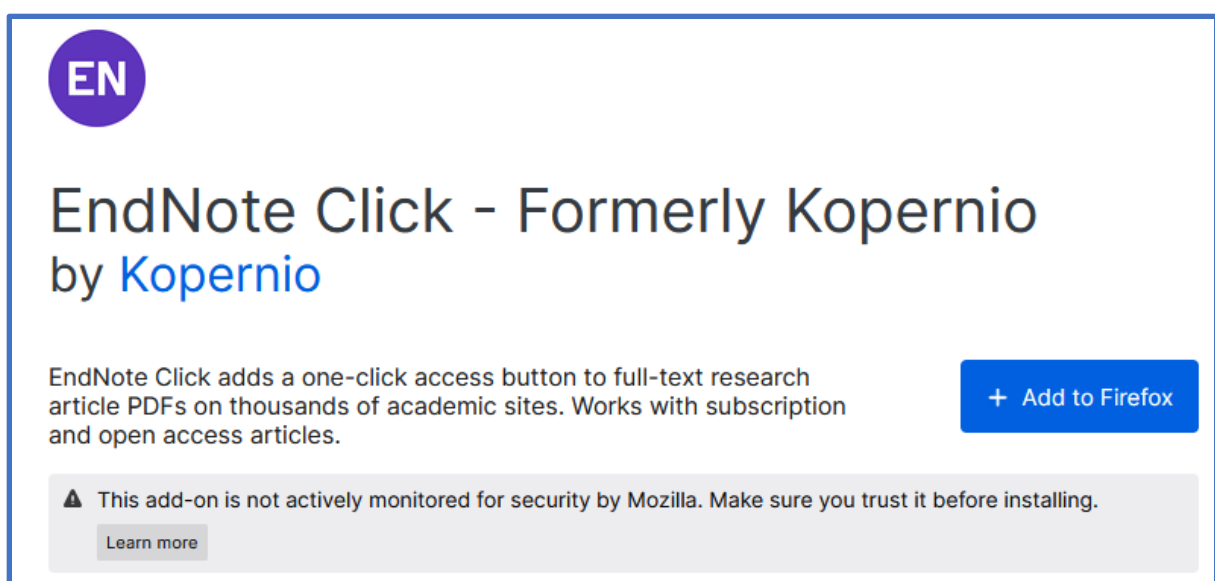 EN
EndNote Click - Formerly Kopernio
by Kopernio
EndNote Click adds a one-click access button to full-text research
article PDFs on thousands of academic sites. Works with subscription
and open access articles.
+ Add to Firefox
This add-on is not actively monitored for security by Mozilla. Make sure you trust it before installing.
Learn more